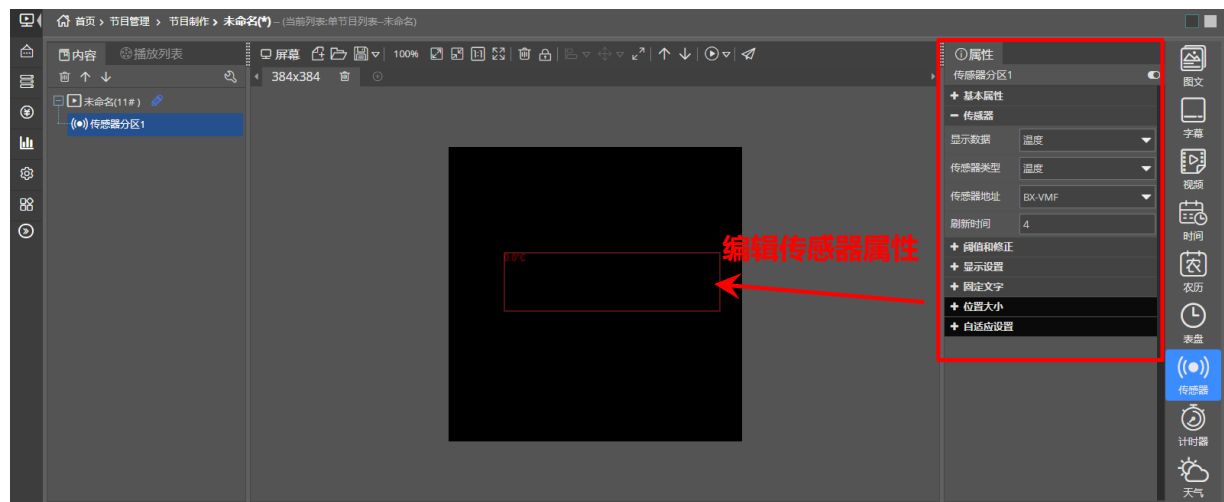 首页 › 节目管理 › 节目制作 › 未命名(*) – (当前列表:单节目列表--未命名)
内容 播放列表
屏幕 100% 1:1
属性
384x384
传感器分区1
未命名(11#)
传感器分区1
+ 基本属性
− 传感器
显示数据 温度
传感器类型 温度
传感器地址 BX-VMF
刷新时间 4
+ 阈值和修正
+ 显示设置
+ 固定文字
+ 位置大小
+ 自适应设置
0.0℃
编辑传感器属性
图文
字幕
视频
时间
农
农历
表盘
传感器
计时器
天气